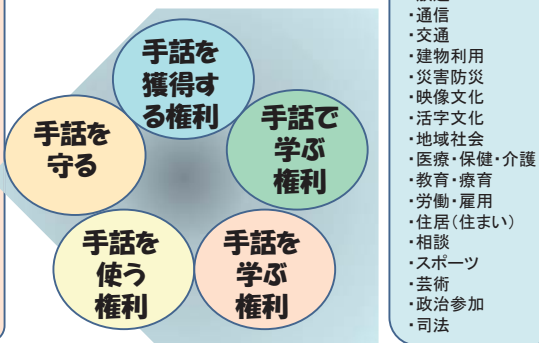 手話を
獲得す
る権利
手話で
学ぶ
権利
手話を
守る
手話を
使う
権利
手話を
学ぶ
権利
・通信
・交通
・建物利用
・災害防災
・映像文化
・活字文化
・地域社会
・医療・保健・介護
・教育・療育
・労働・雇用
・住居（住まい）
・相談
・スポーツ
・芸術
・政治参加
・司法